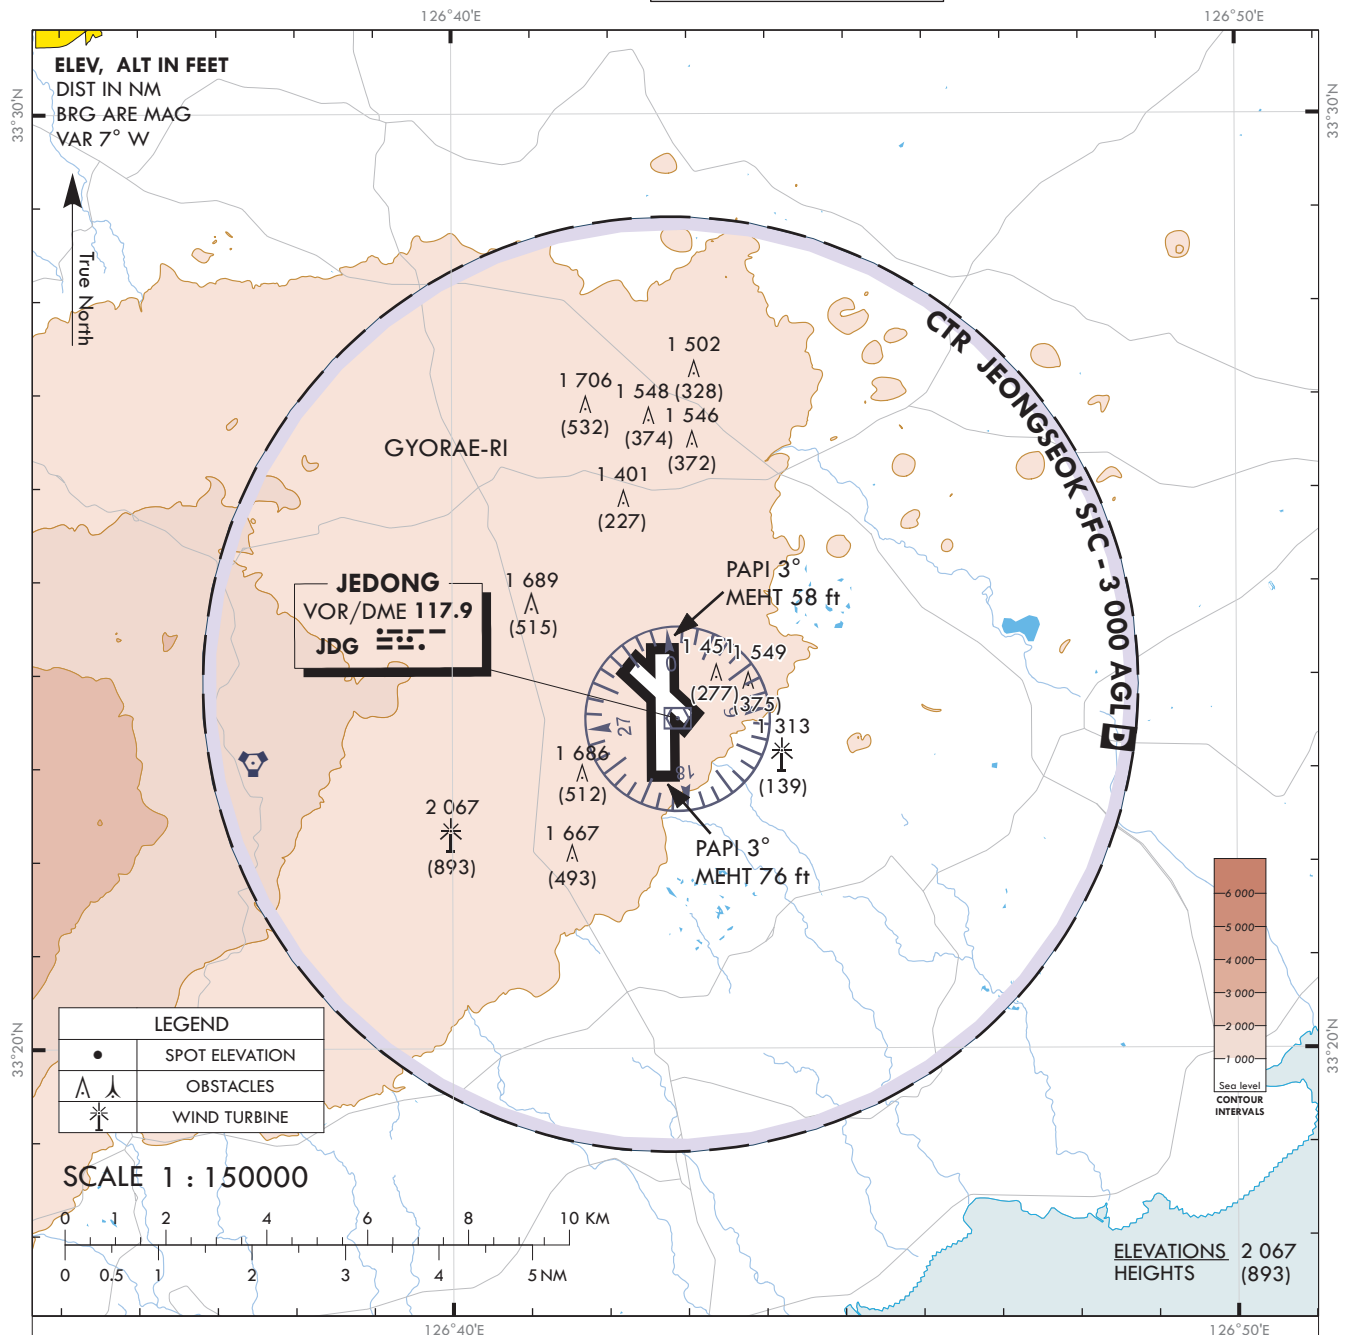 126°40'E
126°50'E
33°30'N
33°30'N
ELEV, ALT IN FEET
DIST IN NM
BRG ARE MAG
VAR 7° W
True North
CTR JEONGSEOK SFC - 3 000 AGL D
1 502
(328)
1 706
(532)
1 548
(374)
1 546
(372)
GYORAE-RI
1 401
(227)
PAPI 3°
MEHT 58 ft
JEDONG
VOR/DME 117.9
JDG
1 689
(515)
0
1 451
(277)
1 549
(375)
9
27
18
1 313
(139)
1 686
(512)
2 067
(893)
1 667
(493)
PAPI 3°
MEHT 76 ft
6 000
5 000
4 000
3 000
2 000
1 000
Sea level
CONTOUR
INTERVALS
LEGEND
SPOT ELEVATION
OBSTACLES
WIND TURBINE
33°20'N
33°20'N
SCALE 1 : 150000
0 1 2 4 6 8 10 KM
0 0.5 1 2 3 4 5 NM
ELEVATIONS 2 067
HEIGHTS (893)
126°40'E
126°50'E